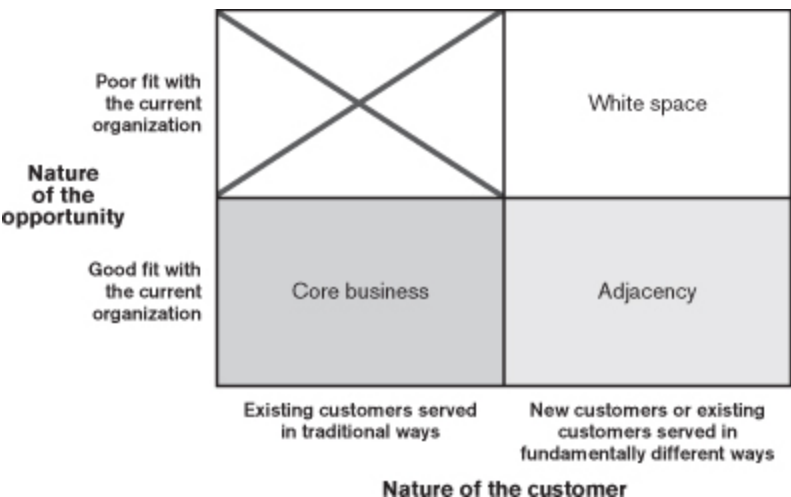 Poor fit with
the current
organization
White space
Nature
of the
opportunity
Good fit with
the current
organization
Core business
Adjacency
Existing customers served
in traditional ways
New customers or existing
customers served in
fundamentally different ways
Nature of the customer